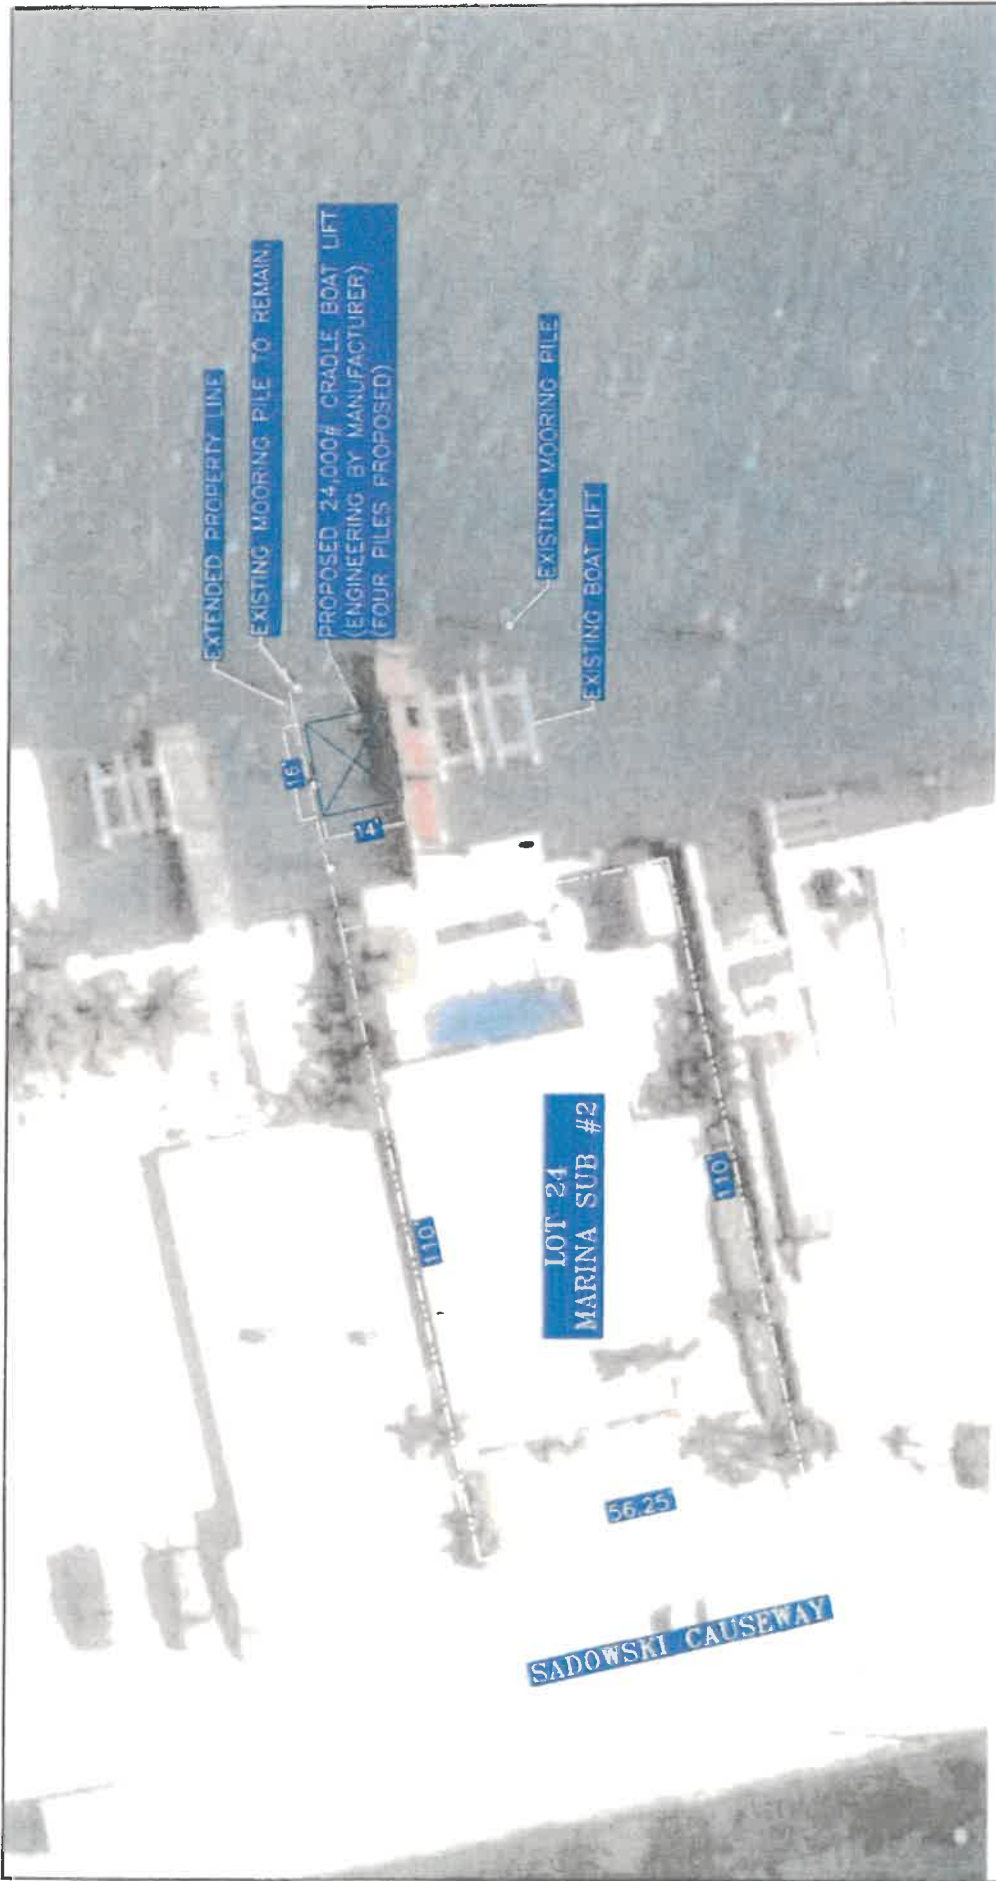 EXTENDED PROPERTY LINE
EXISTING MOORING PILE TO REMAIN
PROPOSED 24,000# CRADLE BOAT LIFT
(ENGINEERING BY MANUFACTURER)
(FOUR PILES PROPOSED)
16'
14'
EXISTING MOORING PILE
EXISTING BOAT LIFT
110'
LOT 24
MARINA SUB #2
110'
56.25'
SADOWSKI CAUSEWAY